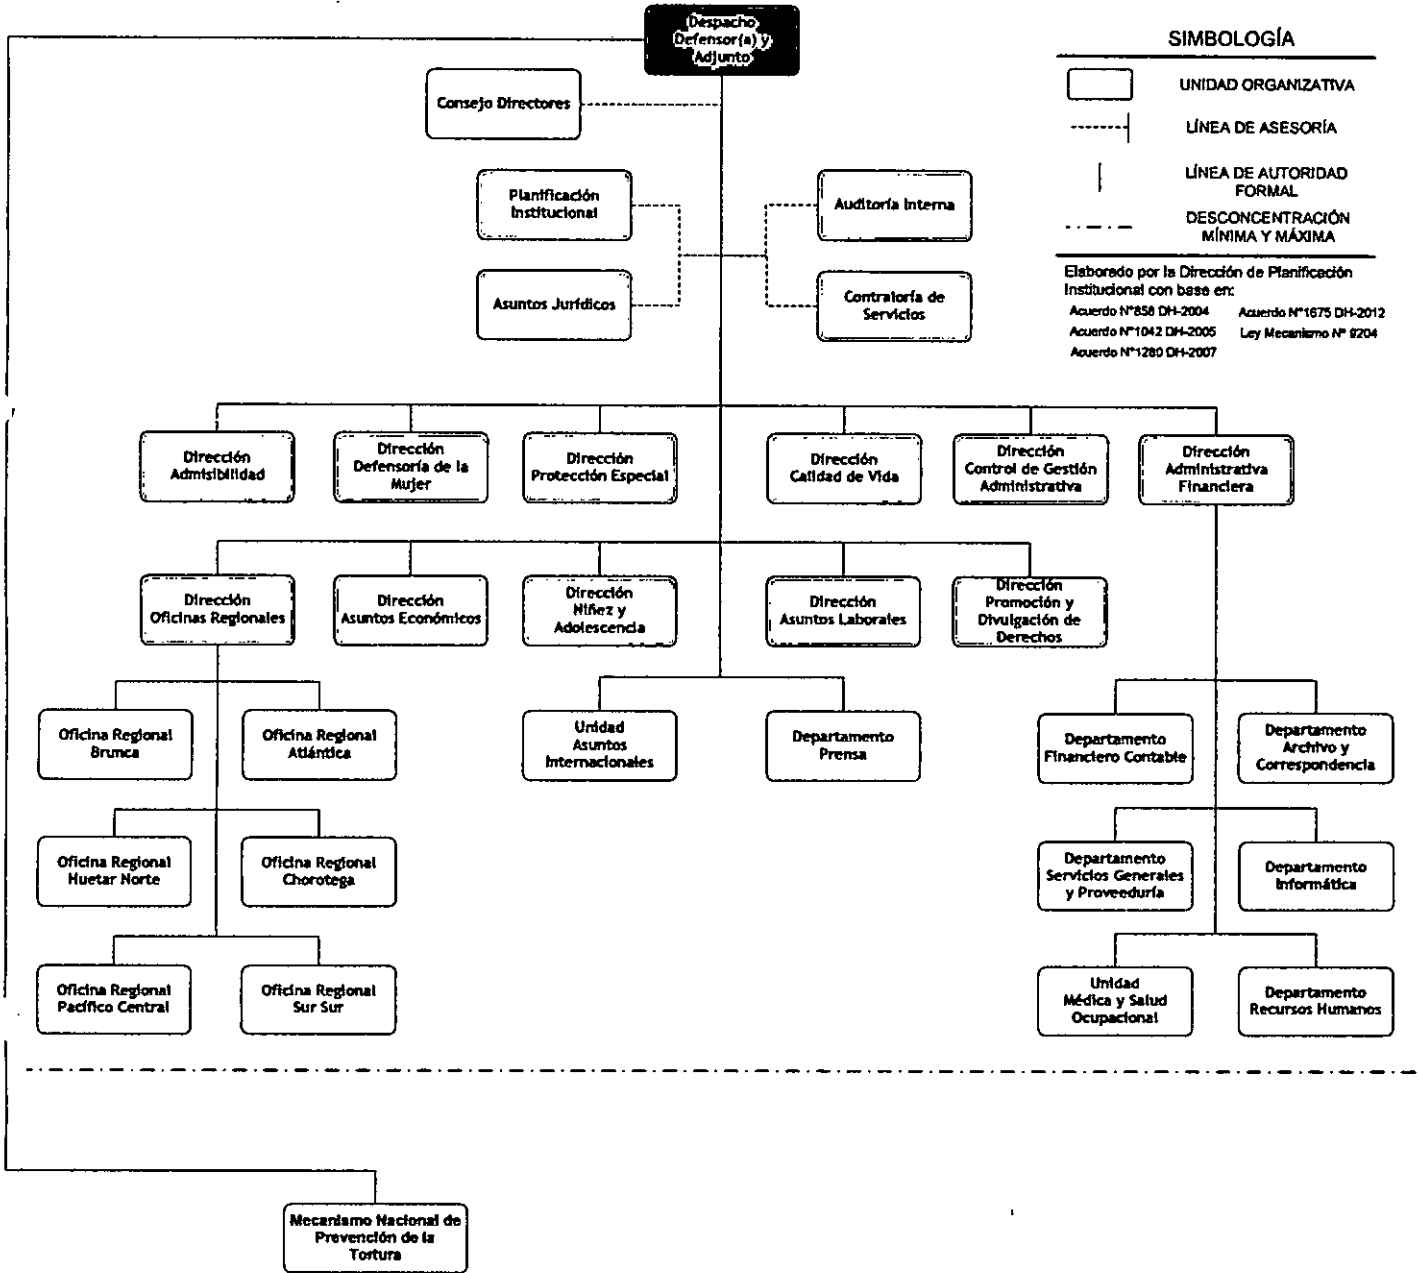 Despacho
Defensor(a) y
Adjunto
SIMBOLOGÍA
UNIDAD ORGANIZATIVA
LÍNEA DE ASESORÍA
LÍNEA DE AUTORIDAD
FORMAL
DESCONCENTRACIÓN
MÍNIMA Y MÁXIMA
Elaborado por la Dirección de Planificación
Institucional con base en:
Acuerdo N°858 DH-2004
Acuerdo N°1675 DH-2012
Acuerdo N°1042 DH-2005
Ley Mecanismo N° 9204
Acuerdo N°1280 DH-2007
Consejo Directores
Planificación
Institucional
Auditoría Interna
Asuntos Jurídicos
Contraloría de
Servicios
Dirección
Admisibilidad
Dirección
Defensoría de la
Mujer
Dirección
Protección Especial
Dirección
Calidad de Vida
Dirección
Control de Gestión
Administrativa
Dirección
Administrativa
Financiera
Dirección
Oficinas Regionales
Dirección
Asuntos Económicos
Dirección
Niñez y
Adolescencia
Dirección
Asuntos Laborales
Dirección
Promoción y
Divulgación de
Derechos
Oficina Regional
Brunca
Oficina Regional
Atlántica
Unidad
Asuntos
Internacionales
Departamento
Prensa
Departamento
Financiero Contable
Departamento
Archivo y
Correspondencia
Oficina Regional
Huetar Norte
Oficina Regional
Chorotega
Departamento
Servicios Generales
y Proveeduría
Departamento
Informática
Oficina Regional
Pacífico Central
Oficina Regional
Sur Sur
Unidad
Médica y Salud
Ocupacional
Departamento
Recursos Humanos
Mecanismo Nacional de
Prevención de la
Tortura